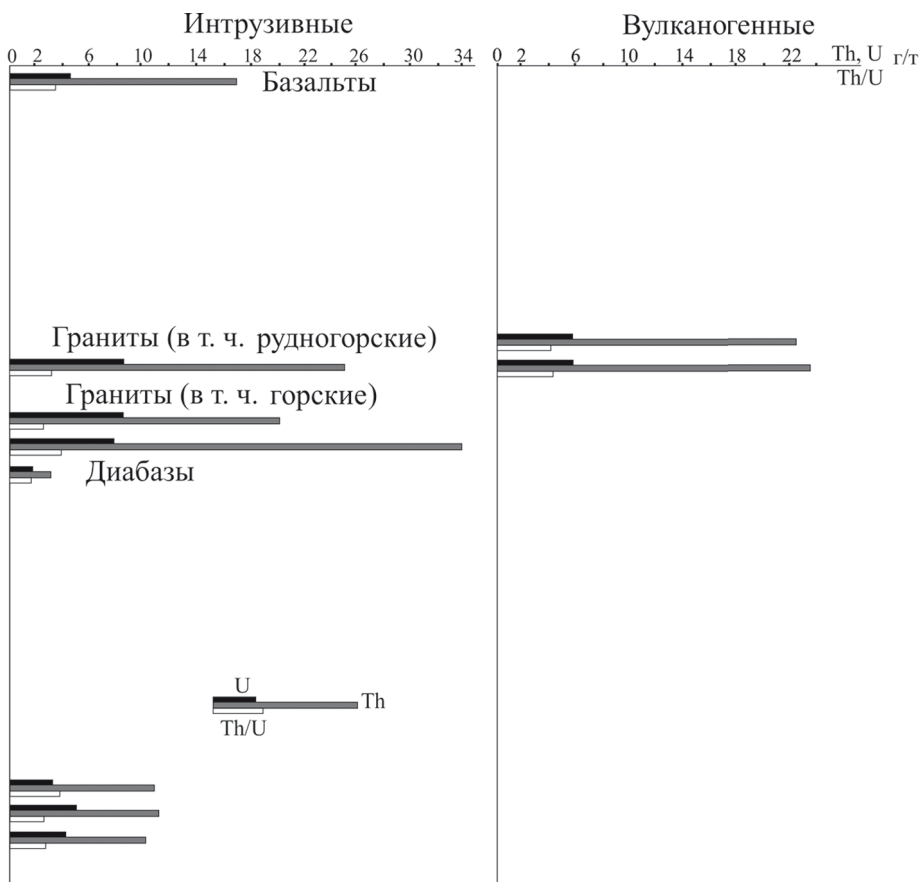 Интрузивные
Вулканогенные
0 2 6 10 14 18 22 26 30 34
0 2 6 10 14 18 22 Th, U г/т
Th/U
Базальты
Граниты (в т. ч. рудногорские)
Граниты (в т. ч. горские)
Диабазы
U
Th
Th/U